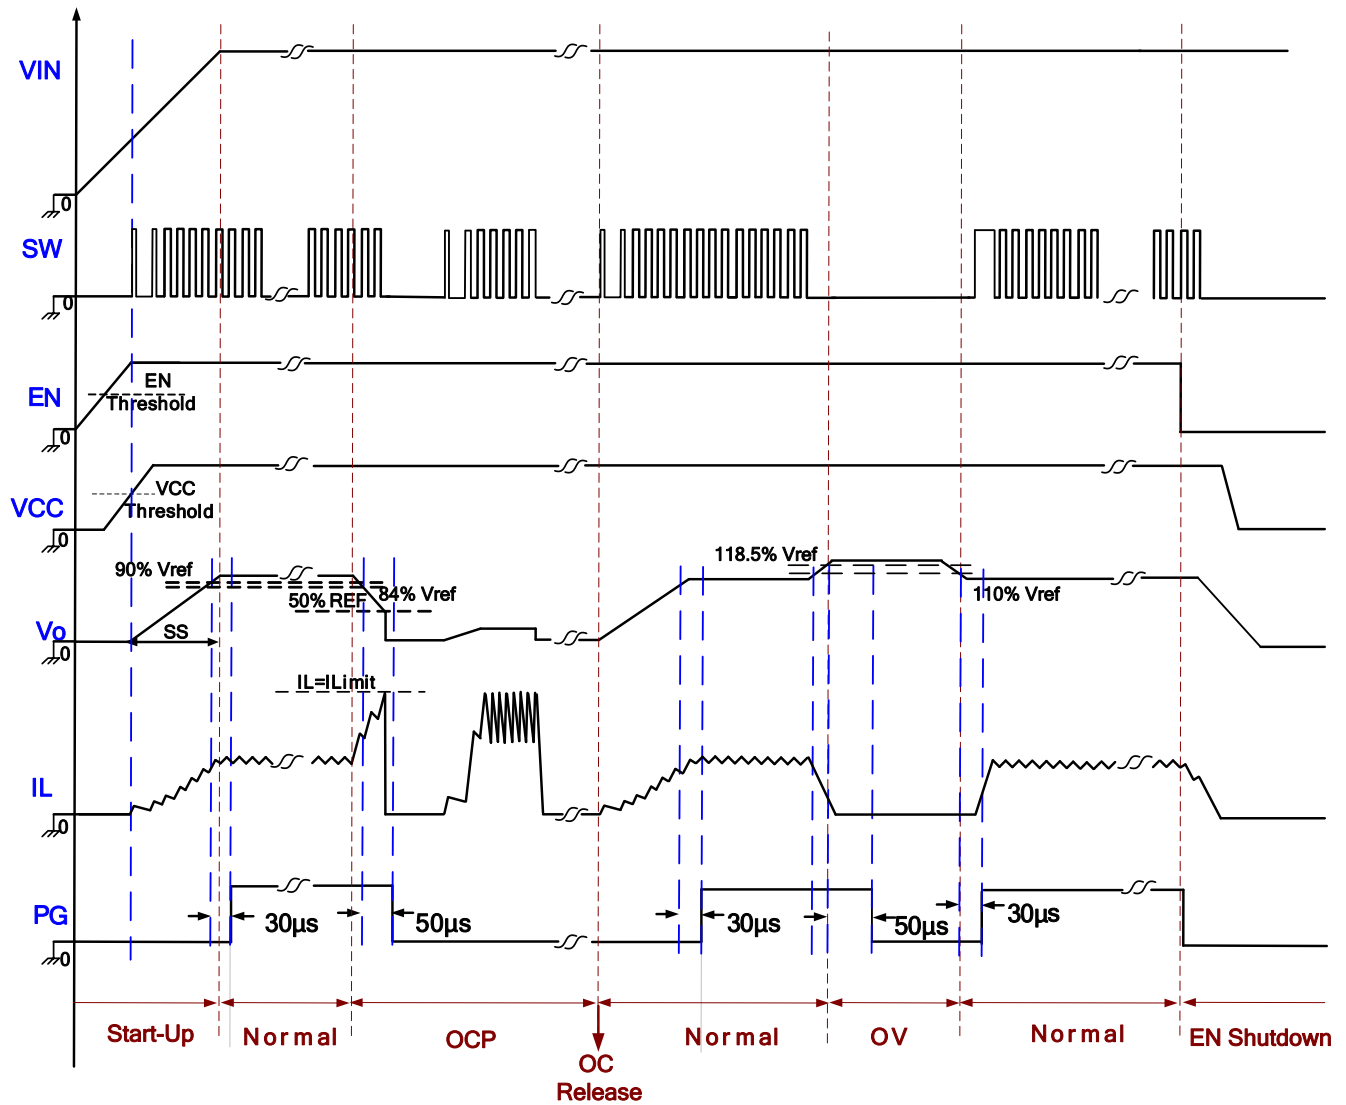 VIN
0
SW
0
EN
Threshold
EN
0
VCC
Threshold
VCC
0
90% Vref
118.5% Vref
50% REF
84% Vref
110% Vref
Vo
SS
0
IL=ILimit
IL
0
PG
30µs
50µs
30µs
50µs
30µs
0
Start-Up
Normal
OCP
Normal
OV
Normal
EN Shutdown
OC
Release